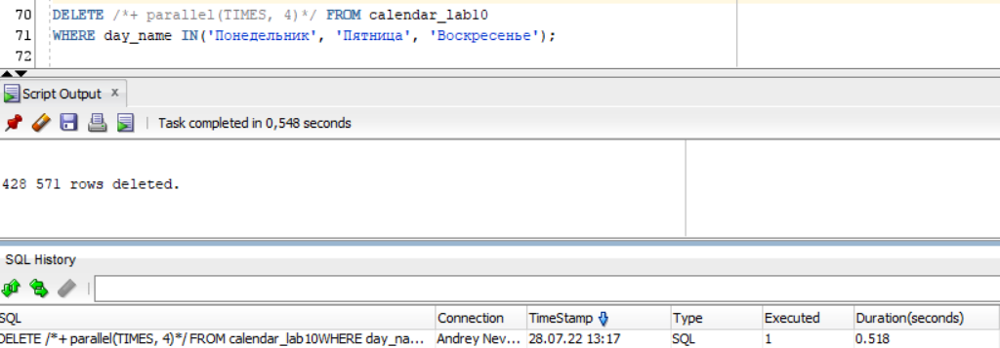 70 DELETE /*+ parallel(TIMES, 4)*/ FROM calendar_lab10
71 WHERE day_name IN('Понедельник', 'Пятница', 'Воскресенье');
72
Script Output x
Task completed in 0,548 seconds
428 571 rows deleted.
SQL History
SQL Connection TimeStamp Type Executed Duration(seconds)
DELETE /*+ parallel(TIMES, 4)*/ FROM calendar_lab10WHERE day_na... Andrey Nev... 28.07.22 13:17 SQL 1 0.518